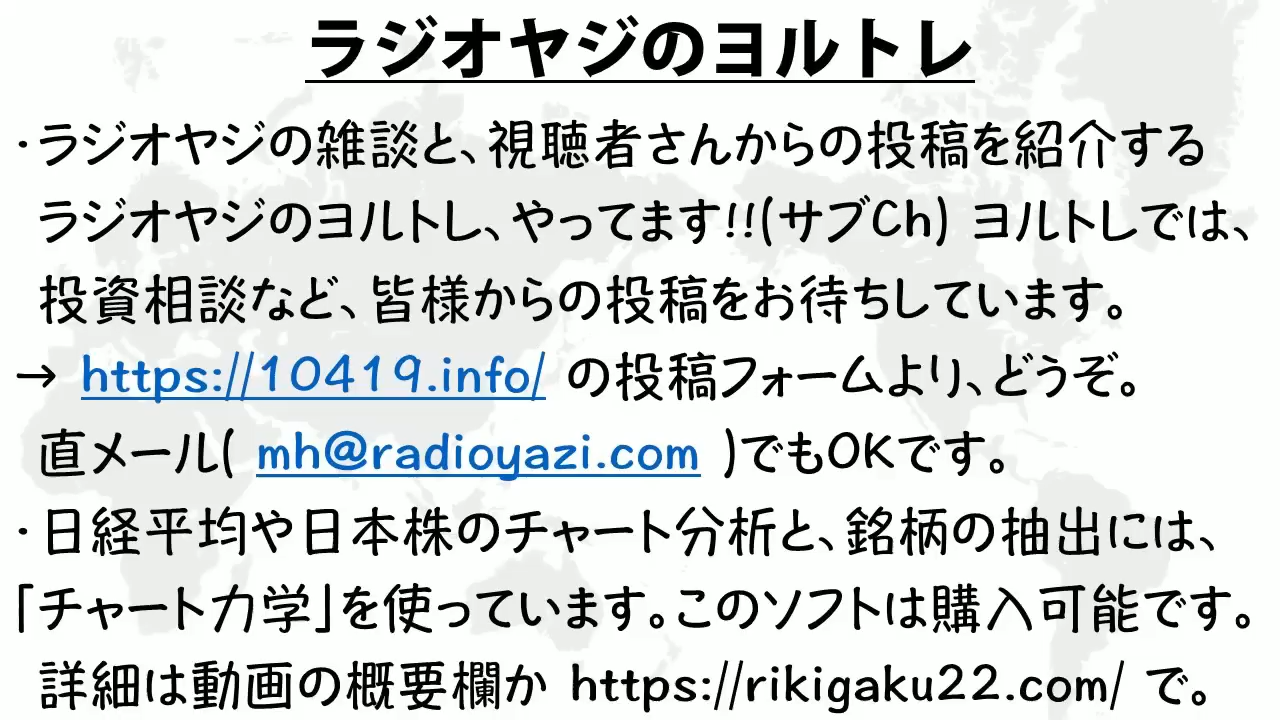 ラジオヤジのヨルトレ
・ラジオヤジの雑談と、視聴者さんからの投稿を紹介する
ラジオヤジのヨルトレ、やってます!!(サブCh) ヨルトレでは、
投資相談など、皆様からの投稿をお待ちしています。
→ https://10419.info/ の投稿フォームより、どうぞ。
直メール( mh@radioyazi.com )でもOKです。
・日経平均や日本株のチャート分析と、銘柄の抽出には、
「チャート力学」を使っています。このソフトは購入可能です。
詳細は動画の概要欄か https://rikigaku22.com/ で。